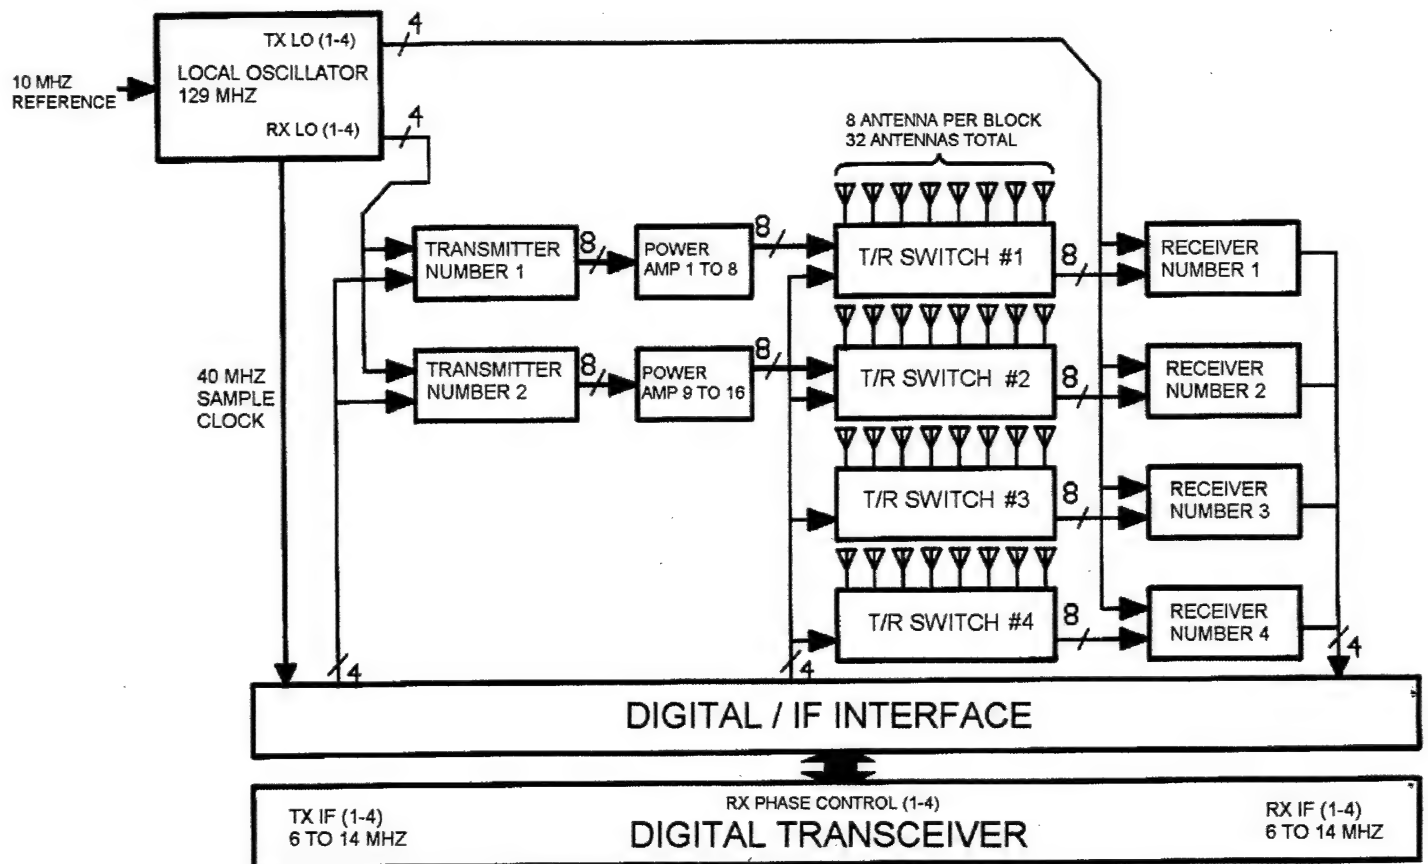 TX LO (1-4)
4
LOCAL OSCILLATOR
129 MHZ
10 MHZ
REFERENCE
RX LO (1-4)
4
8 ANTENNA PER BLOCK
32 ANTENNAS TOTAL
TRANSMITTER
NUMBER 1
8
POWER
AMP 1 TO 8
8
T/R SWITCH #1
8
RECEIVER
NUMBER 1
TRANSMITTER
NUMBER 2
8
POWER
AMP 9 TO 16
8
T/R SWITCH #2
8
RECEIVER
NUMBER 2
40 MHZ
SAMPLE
CLOCK
T/R SWITCH #3
8
RECEIVER
NUMBER 3
T/R SWITCH #4
8
RECEIVER
NUMBER 4
4
4
4
DIGITAL / IF INTERFACE
TX IF (1-4)
6 TO 14 MHZ
RX PHASE CONTROL (1-4)
DIGITAL TRANSCEIVER
RX IF (1-4)
6 TO 14 MHZ